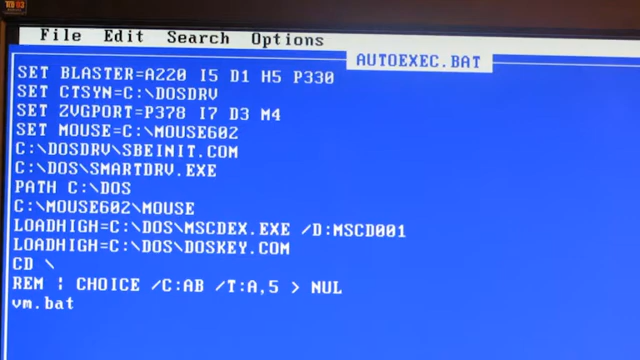 File Edit Search Options
AUTOEXEC.BAT
SET BLASTER=A220 I5 D1 H5 P330
SET CTSYN=C:\DOSDRV
SET ZVGPORT=P378 I7 D3 M4
SET MOUSE=C:\MOUSE602
C:\DOSDRV\SBEINIT.COM
C:\DOS\SMARTDRV.EXE
PATH C:\DOS
C:\MOUSE602\MOUSE
LOADHIGH=C:\DOS\MSCDEX.EXE /D:MSCD001
LOADHIGH=C:\DOS\DOSKEY.COM
CD \
REM ¦ CHOICE /C:AB /T:A,5 > NUL
vm.bat